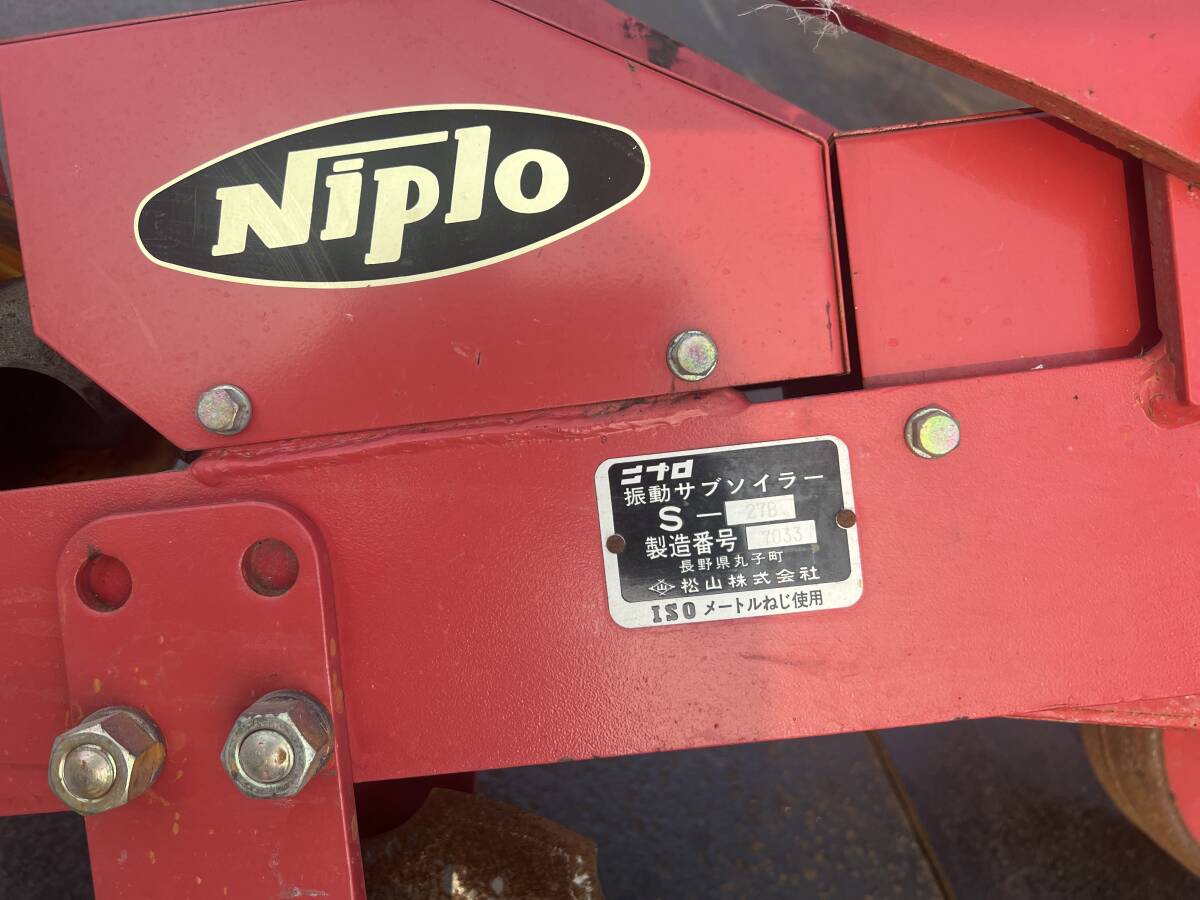 Niplo
ニプロ
振動サブソイラー
S-27B
製造番号 7033
長野県丸子町
山 松山株式会社
ISO メートルねじ使用